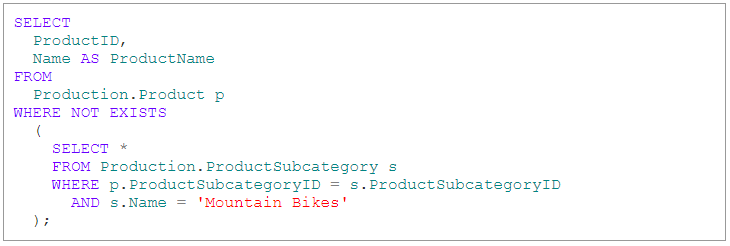 SELECT
ProductID,
Name AS ProductName
FROM
Production.Product p
WHERE NOT EXISTS
(
SELECT *
FROM Production.ProductSubcategory s
WHERE p.ProductSubcategoryID = s.ProductSubcategoryID
AND s.Name = 'Mountain Bikes'
);